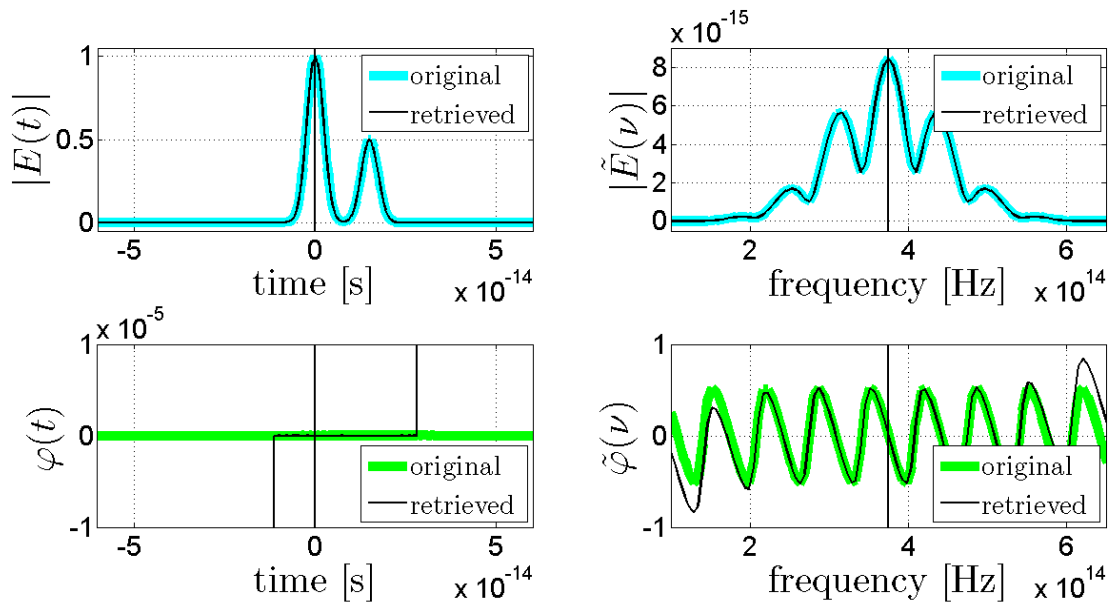 |E(t)|
1
0.5
0
original
retrieved
-5 0 5
time [s]
x 10^-14
x 10^-15
|Ẽ(ν)|
8
6
4
2
0
original
retrieved
2 4 6
frequency [Hz]
x 10^14
x 10^-5
φ(t)
1
0
-1
original
retrieved
-5 0 5
time [s]
x 10^-14
φ̃(ν)
1
0
-1
original
retrieved
2 4 6
frequency [Hz]
x 10^14